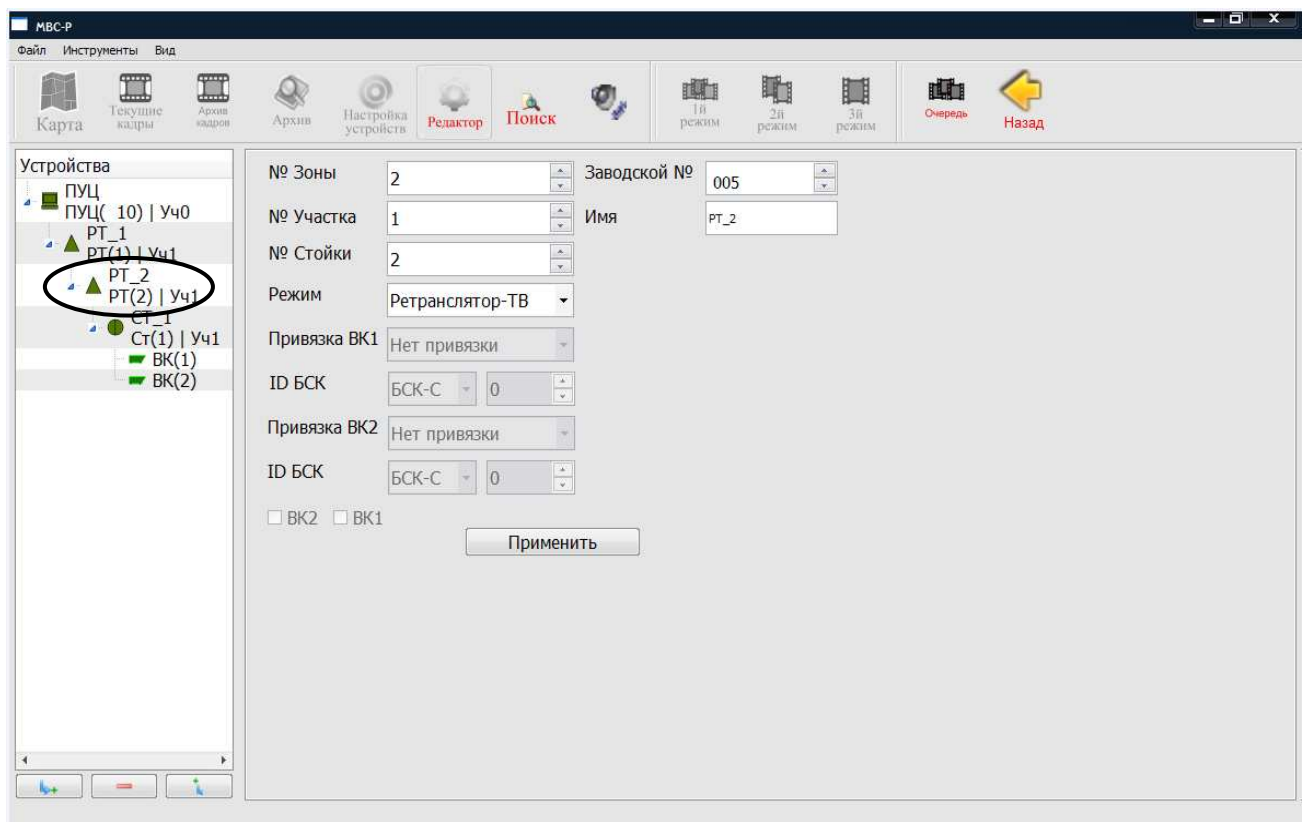 МВС-Р
Файл Инструменты Вид
Карта
Текущие кадры
Архив кадров
Архив
Настройка устройств
Редактор
Поиск
1й режим
2й режим
3й режим
Очередь
Назад
Устройства
ПУЦ
ПУЦ( 10) | Уч0
РТ_1
РТ(1) | Уч1
РТ_2
РТ(2) | Уч1
СТ_1
Ст(1) | Уч1
ВК(1)
ВК(2)
№ Зоны 2 Заводской № 005
№ Участка 1 Имя РТ_2
№ Стойки 2
Режим Ретранслятор-ТВ
Привязка ВК1 Нет привязки
ID БСК БСК-С 0
Привязка ВК2 Нет привязки
ID БСК БСК-С 0
ВК2 ВК1
Применить